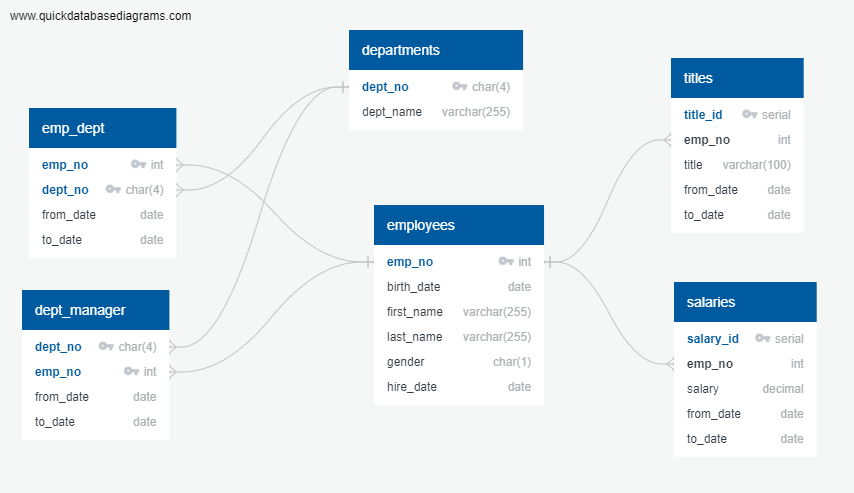 www.quickdatabasediagrams.com
departments
dept_no char(4)
dept_name varchar(255)
emp_dept
emp_no int
dept_no char(4)
from_date date
to_date date
titles
title_id serial
emp_no int
title varchar(100)
from_date date
to_date date
employees
emp_no int
birth_date date
first_name varchar(255)
last_name varchar(255)
gender char(1)
hire_date date
dept_manager
dept_no char(4)
emp_no int
from_date date
to_date date
salaries
salary_id serial
emp_no int
salary decimal
from_date date
to_date date